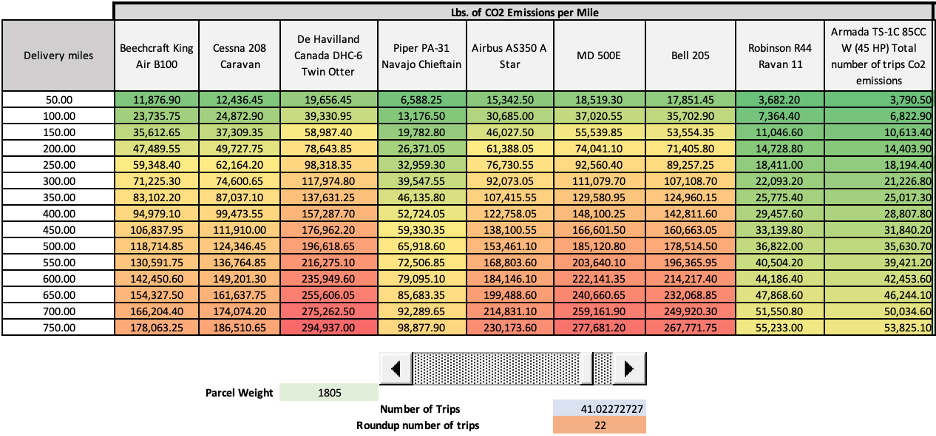 Lbs. of CO2 Emissions per Mile
Delivery miles
Beechcraft King
Air B100
Cessna 208
Caravan
De Havilland
Canada DHC-6
Twin Otter
Piper PA-31
Navajo Chieftain
Airbus AS350 A
Star
MD 500E
Bell 205
Robinson R44
Ravan 11
Armada TS-1C 85CC
W (45 HP) Total
number of trips Co2
emissions
50.00 11,876.90 12,436.45 19,656.45 6,588.25 15,342.50 18,519.30 17,851.45 3,682.20 3,790.50
100.00 23,735.75 24,872.90 39,330.95 13,176.50 30,685.00 37,020.55 35,702.90 7,364.40 6,822.90
150.00 35,612.65 37,309.35 58,987.40 19,782.80 46,027.50 55,539.85 53,554.35 11,046.60 10,613.40
200.00 47,489.55 49,727.75 78,643.85 26,371.05 61,388.05 74,041.10 71,405.80 14,728.80 14,403.90
250.00 59,348.40 62,164.20 98,318.35 32,959.30 76,730.55 92,560.40 89,257.25 18,411.00 18,194.40
300.00 71,225.30 74,600.65 117,974.80 39,547.55 92,073.05 111,079.70 107,108.70 22,093.20 21,226.80
350.00 83,102.20 87,037.10 137,631.25 46,135.80 107,415.55 129,580.95 124,960.15 25,775.40 25,017.30
400.00 94,979.10 99,473.55 157,287.70 52,724.05 122,758.05 148,100.25 142,811.60 29,457.60 28,807.80
450.00 106,837.95 111,910.00 176,962.20 59,330.35 138,100.55 166,601.50 160,663.05 33,139.80 31,840.20
500.00 118,714.85 124,346.45 196,618.65 65,918.60 153,461.10 185,120.80 178,514.50 36,822.00 35,630.70
550.00 130,591.75 136,764.85 216,275.10 72,506.85 168,803.60 203,640.10 196,365.95 40,504.20 39,421.20
600.00 142,450.60 149,201.30 235,949.60 79,095.10 184,146.10 222,141.35 214,217.40 44,186.40 42,453.60
650.00 154,327.50 161,637.75 255,606.05 85,683.35 199,488.60 240,660.65 232,068.85 47,868.60 46,244.10
700.00 166,204.40 174,074.20 275,262.50 92,289.65 214,831.10 259,161.90 249,920.30 51,550.80 50,034.60
750.00 178,063.25 186,510.65 294,937.00 98,877.90 230,173.60 277,681.20 267,771.75 55,233.00 53,825.10
Parcel Weight 1805
Number of Trips 41.02272727
Roundup number of trips 22